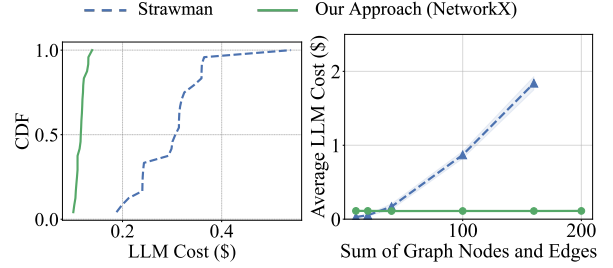 Strawman
Our Approach (NetworkX)
CDF
1.0
0.5
0.0
0.2
0.4
LLM Cost ($)
Average LLM Cost ($)
2
1
0
100
200
Sum of Graph Nodes and Edges